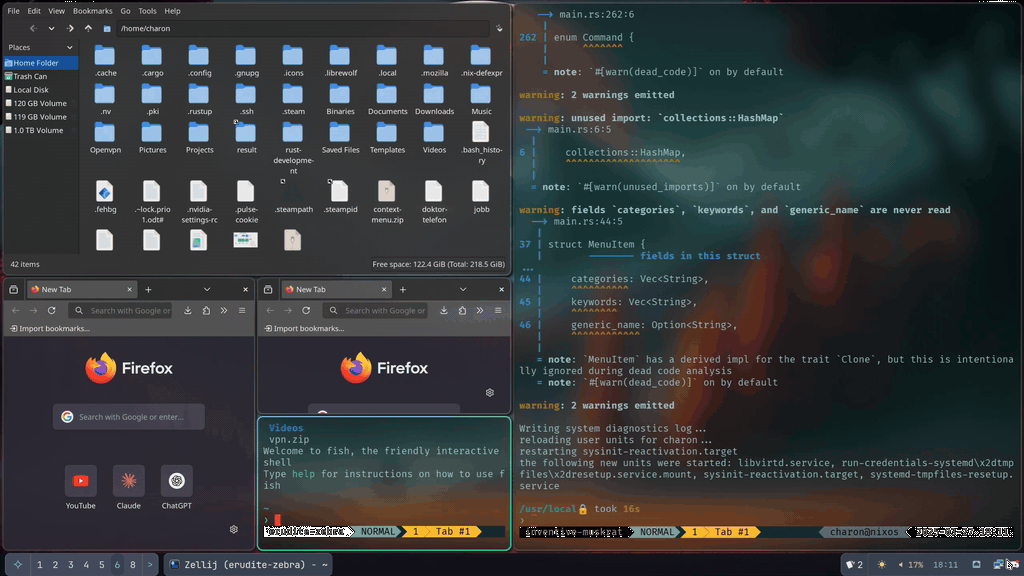 File Edit View Bookmarks Go Tools Help
/home/charon
Places
Home Folder
Trash Can
Local Disk
120 GB Volume
119 GB Volume
1.0 TB Volume
.cache .cargo .config .gnupg .icons .librewolf .local .mozilla .nix-defexpr
.nv .pki .rustup .ssh .steam Binaries Documents Downloads Music
Openvpn Pictures Projects result rust-developme-nt Saved Files Templates Videos .bash_histo-ry
.fehbg .~lock.prio1.odt# .nvidia-settings-rc .pulse-cookie .steampath .steampid context-menu.zip doktor-telefon jobb
42 items
Free space: 122.4 GiB (Total: 218.5 GiB)
New Tab
Search with Google or
Import bookmarks...
Firefox
Search with Google or enter...
YouTube Claude ChatGPT
New Tab
Search with Google or
Import bookmarks...
Firefox
Videos
vpn.zip
Welcome to fish, the friendly interactive
shell
Type help for instructions on how to use f
ish
~
NORMAL 1 Tab #1
main.rs:262:6
262 | enum Command {
^^^^^^^
= note: `#[warn(dead_code)]` on by default
warning: 2 warnings emitted
warning: unused import: `collections::HashMap`
main.rs:6:5
6 | collections::HashMap,
^^^^^^^^^^^^^^^^^^^^
= note: `#[warn(unused_imports)]` on by default
warning: fields `categories`, `keywords`, and `generic_name` are never read
main.rs:44:5
37 | struct MenuItem {
-------- fields in this struct
...
44 | categories: Vec<String>,
^^^^^^^^^^
45 | keywords: Vec<String>,
^^^^^^^^
46 | generic_name: Option<String>,
^^^^^^^^^^^^
= note: `MenuItem` has a derived impl for the trait `Clone`, but this is intentiona
lly ignored during dead code analysis
= note: `#[warn(dead_code)]` on by default
warning: 2 warnings emitted
Writing system diagnostics log...
reloading user units for charon...
restarting sysinit-reactivation.target
the following new units were started: libvirtd.service, run-credentials-systemd\x2dtmp
files\x2dresetup.service.mount, sysinit-reactivation.target, systemd-tmpfiles-resetup.
service
/usr/local took 16s
NORMAL 1 Tab #1 charon@nixos
1 2 3 4 5 6 8 > Zellij (erudite-zebra) - ~
2 17% 18:11